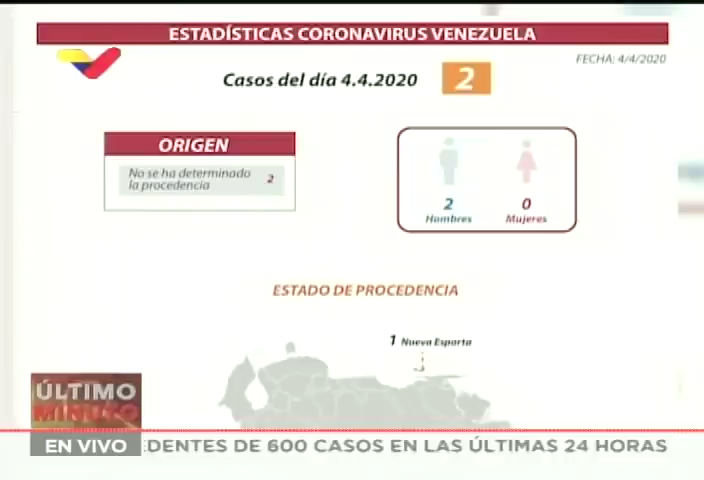 ESTADÍSTICAS CORONAVIRUS VENEZUELA
FECHA: 4/4/2020
Casos del día 4.4.2020 2
ORIGEN
No se ha determinado
la procedencia 2
2 0
Hombres Mujeres
ESTADO DE PROCEDENCIA
1 Nueva Esparta
ÚLTIMO
MINUTO
EN VIVO DENTES DE 600 CASOS EN LAS ÚLTIMAS 24 HORAS